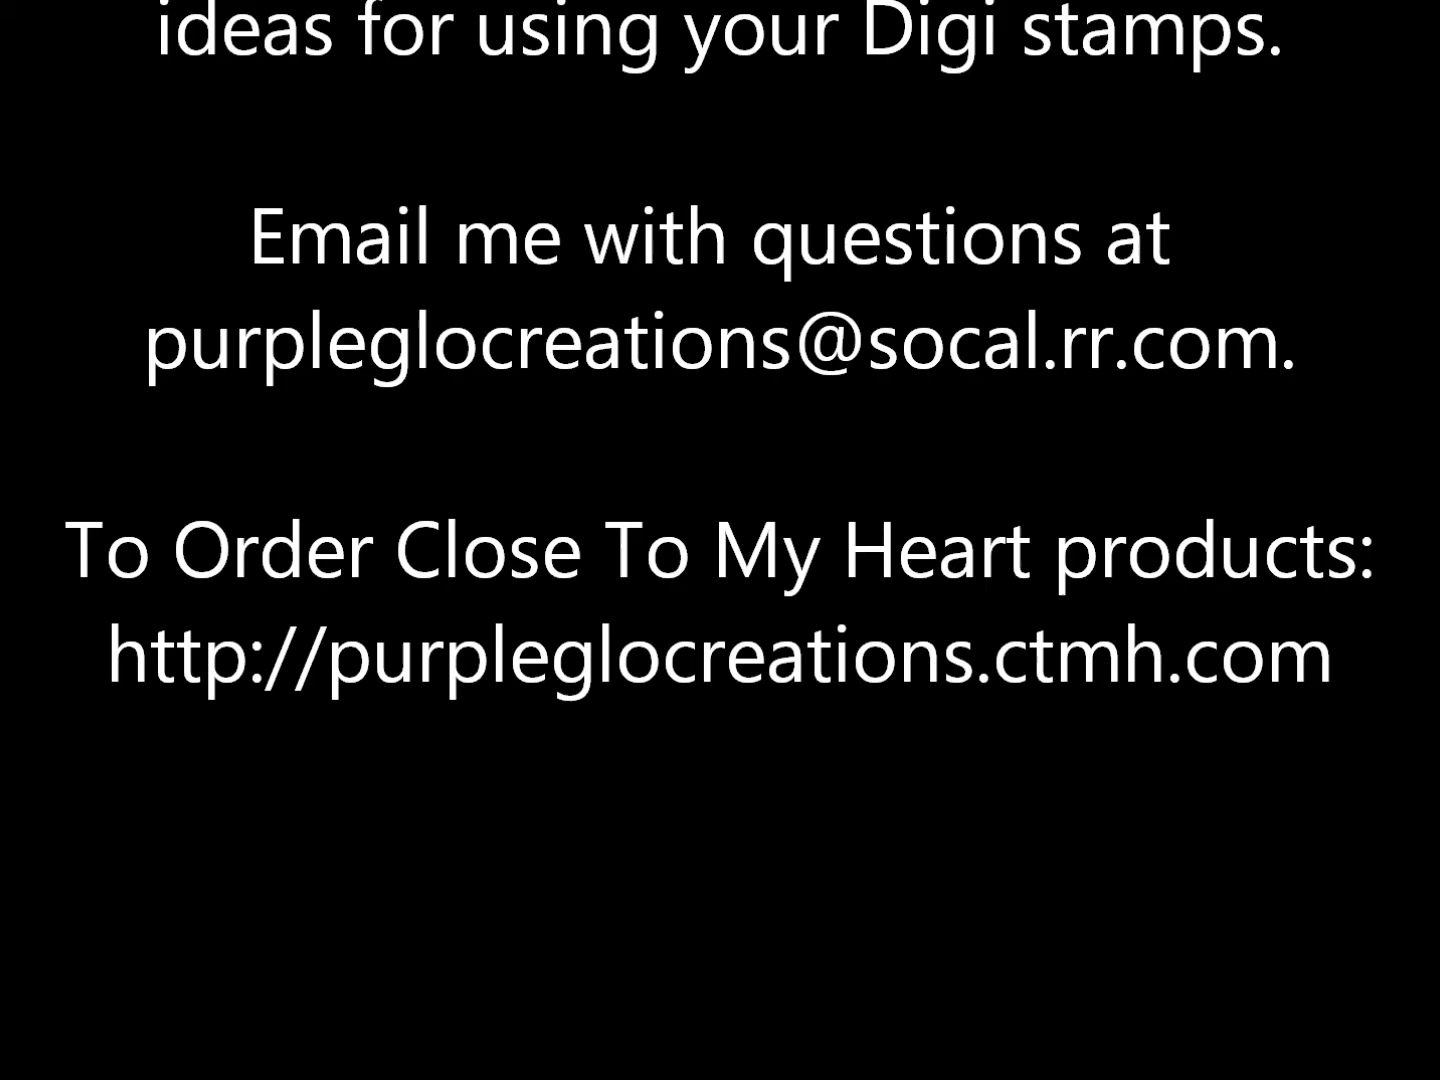 ideas for using your Digi stamps.
Email me with questions at
purpleglocreations@socal.rr.com.
To Order Close To My Heart products:
http://purpleglocreations.ctmh.com